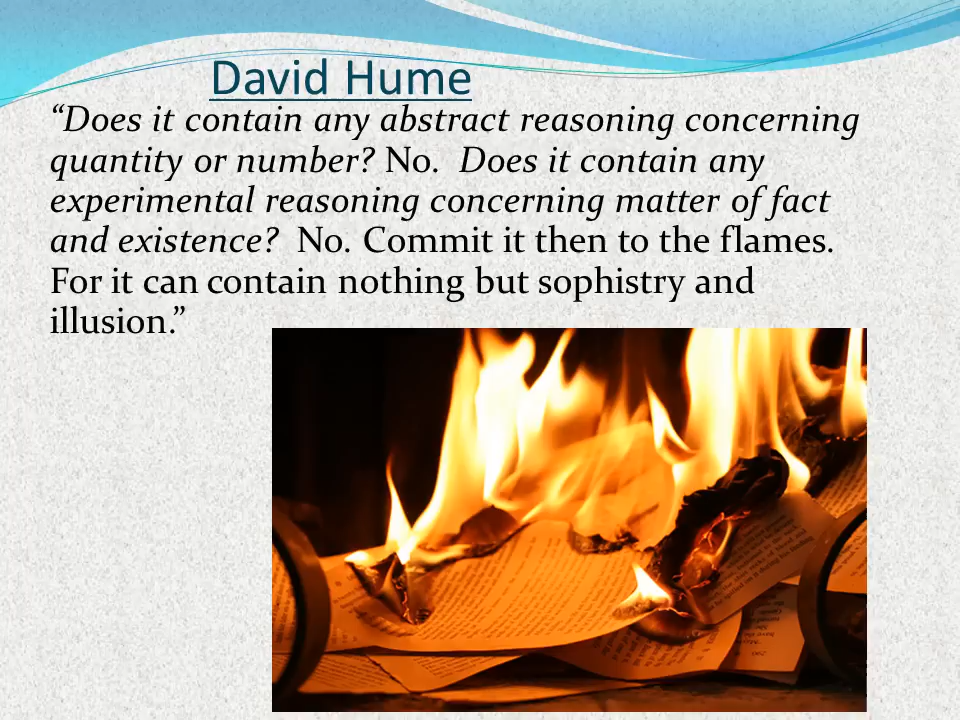 David Hume
“Does it contain any abstract reasoning concerning
quantity or number? No.  Does it contain any
experimental reasoning concerning matter of fact
and existence?  No. Commit it then to the flames.
For it can contain nothing but sophistry and
illusion.”